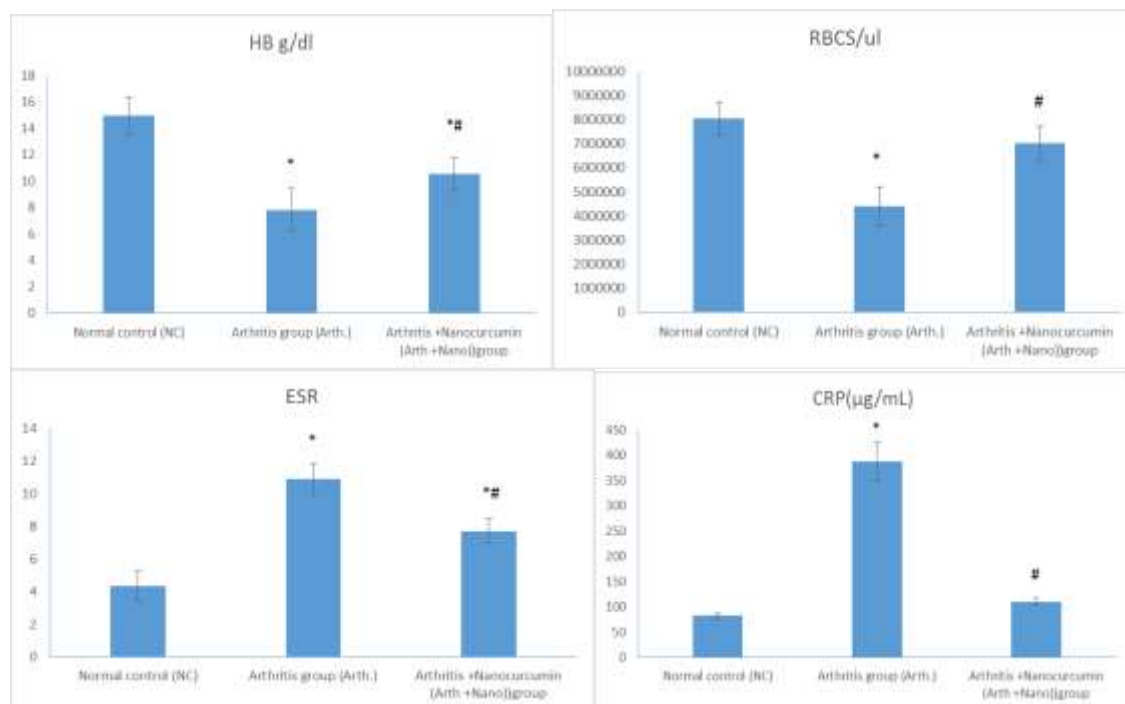 HB g/dl
18
16
14
12
10
8
6
4
2
0
*
*#
Normal control (NC)
Arthritis group (Arth.)
Arthritis +Nanocurcumin
(Arth +Nano))group
RBCS/ul
10000000
9000000
8000000
7000000
6000000
5000000
4000000
3000000
2000000
1000000
0
*
#
Normal control (NC)
Arthritis group (Arth.)
Arthritis +Nanocurcumin
(Arth +Nano))group
ESR
14
12
10
8
6
4
2
0
*
*#
Normal control (NC)
Arthritis group (Arth.)
Arthritis +Nanocurcumin
(Arth +Nano))group
CRP(µg/mL)
450
400
350
300
250
200
150
100
50
0
*
#
Normal control (NC)
Arthritis group (Arth.)
Arthritis +Nanocurcumin
(Arth +Nano))group